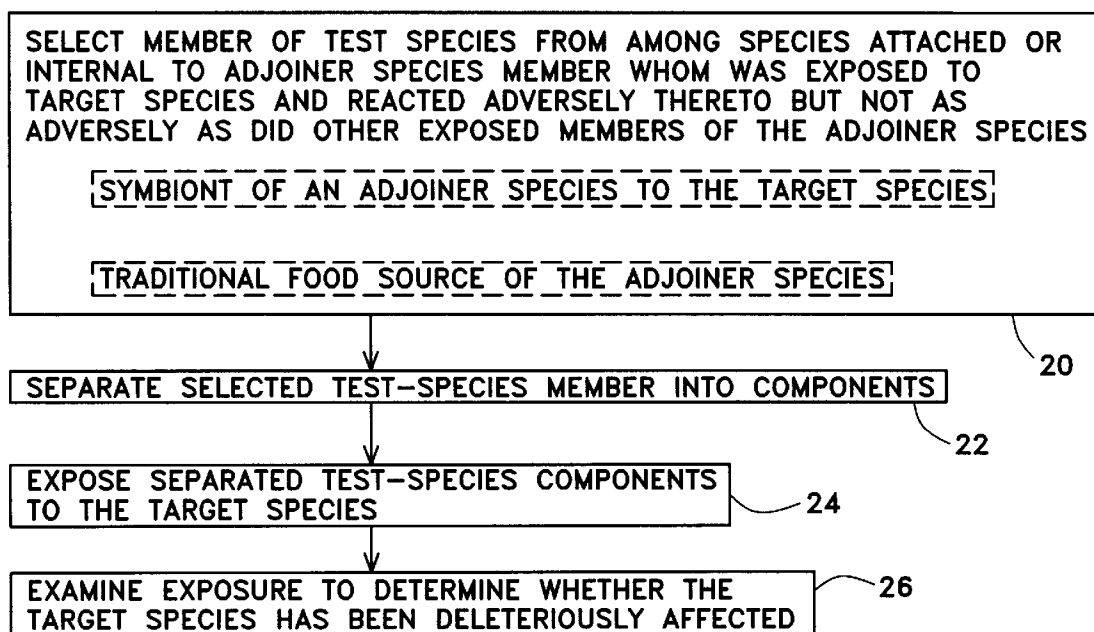 SELECT MEMBER OF TEST SPECIES FROM AMONG SPECIES ATTACHED OR
INTERNAL TO ADJOINER SPECIES MEMBER WHOM WAS EXPOSED TO
TARGET SPECIES AND REACTED ADVERSELY THERETO BUT NOT AS
ADVERSELY AS DID OTHER EXPOSED MEMBERS OF THE ADJOINER SPECIES
SYMBIONT OF AN ADJOINER SPECIES TO THE TARGET SPECIES
TRADITIONAL FOOD SOURCE OF THE ADJOINER SPECIES
20
SEPARATE SELECTED TEST-SPECIES MEMBER INTO COMPONENTS
22
EXPOSE SEPARATED TEST-SPECIES COMPONENTS
TO THE TARGET SPECIES
24
EXAMINE EXPOSURE TO DETERMINE WHETHER THE
TARGET SPECIES HAS BEEN DELETERIOUSLY AFFECTED
26